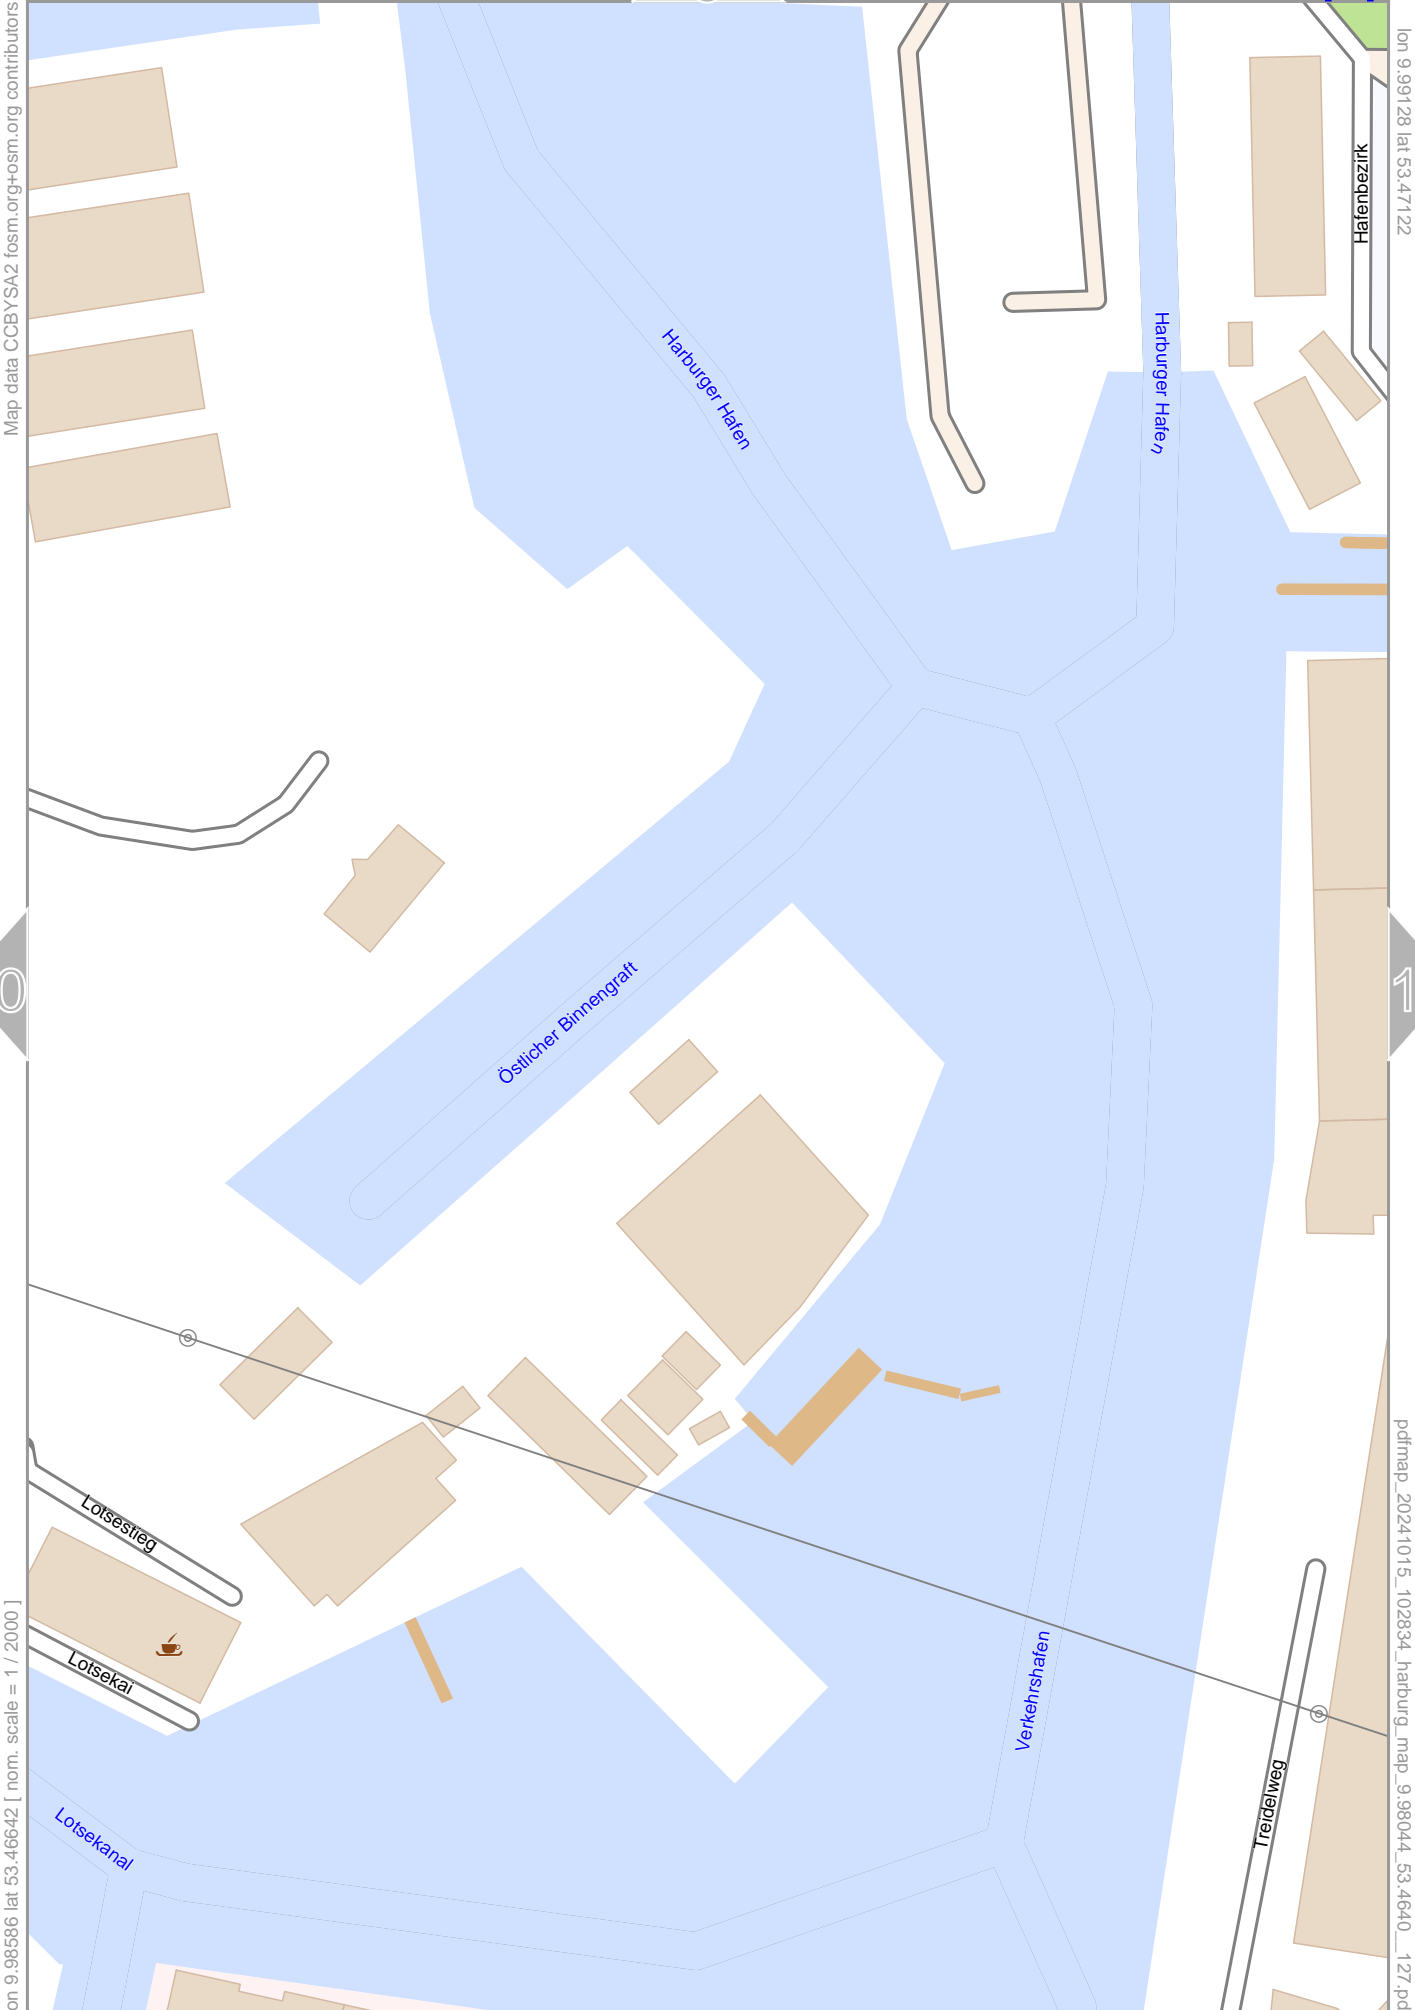 Map data CCBYSA2 fosm.org+osm.org contributors
lon 9.99128 lat 53.47122
Hafenbezirk
Harburger Hafen
Harburger Hafen
Östlicher Binnengraft
0
1
Lotsestieg
Lotsekai
Verkehrshafen
Treidelweg
Lotsekanal
on 9.98586 lat 53.46642 [ nom. scale = 1 / 2000 ]
pdfmap_20241015_102834_harburg_map_9.98044_53.4640__127.pd